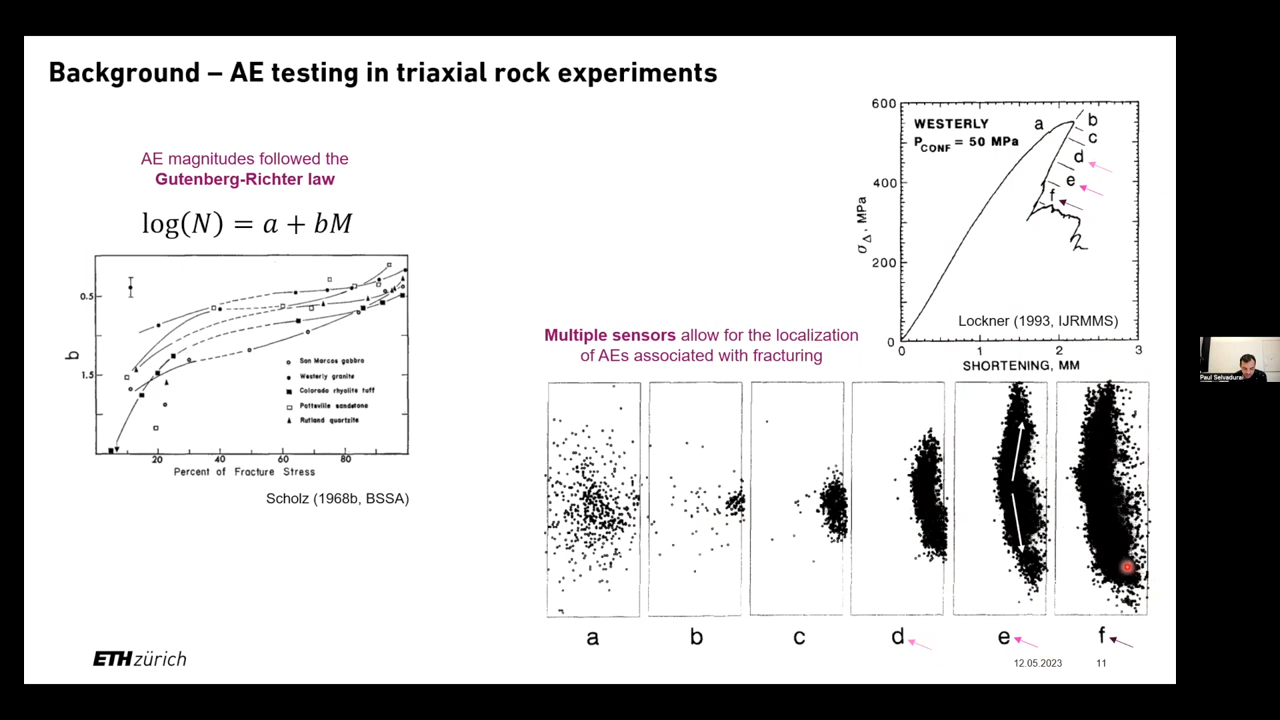 Background – AE testing in triaxial rock experiments
AE magnitudes followed the
Gutenberg-Richter law
log(N) = a + bM
0.5
1.5
b
San Marcos gabbro
Westerly granite
Colorado rhyolite tuff
Pottsville sandstone
Rutland quartzite
20 40 60 80
Percent of Fracture Stress
Scholz (1968b, BSSA)
600
400
200
0
σΔ, MPa
WESTERLY
PCONF = 50 MPa
a
b
c
d
e
f
Lockner (1993, IJRMMS)
0 1 2 3
SHORTENING, MM
Multiple sensors allow for the localization
of AEs associated with fracturing
a b c d e f
ETH zürich
12.05.2023 11
Paul Selvadurai